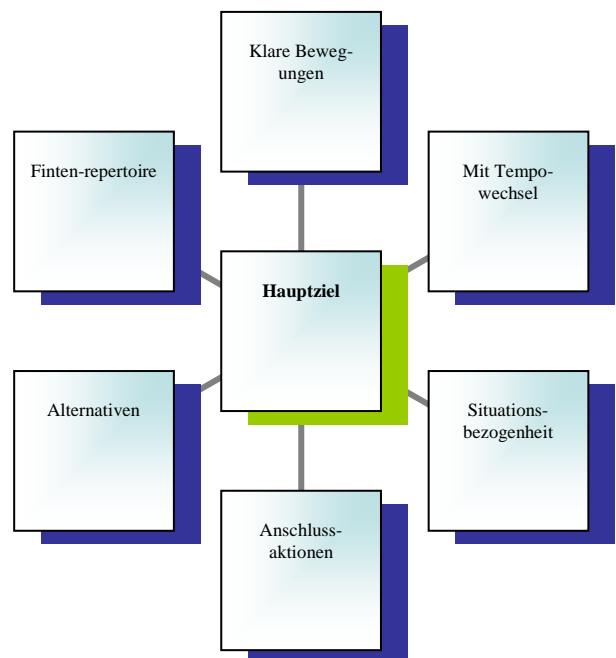 Klare Beweg-
ungen
Finten-repertoire
Mit Tempo-
wechsel
Hauptziel
Alternativen
Situations-
bezogenheit
Anschluss-
aktionen